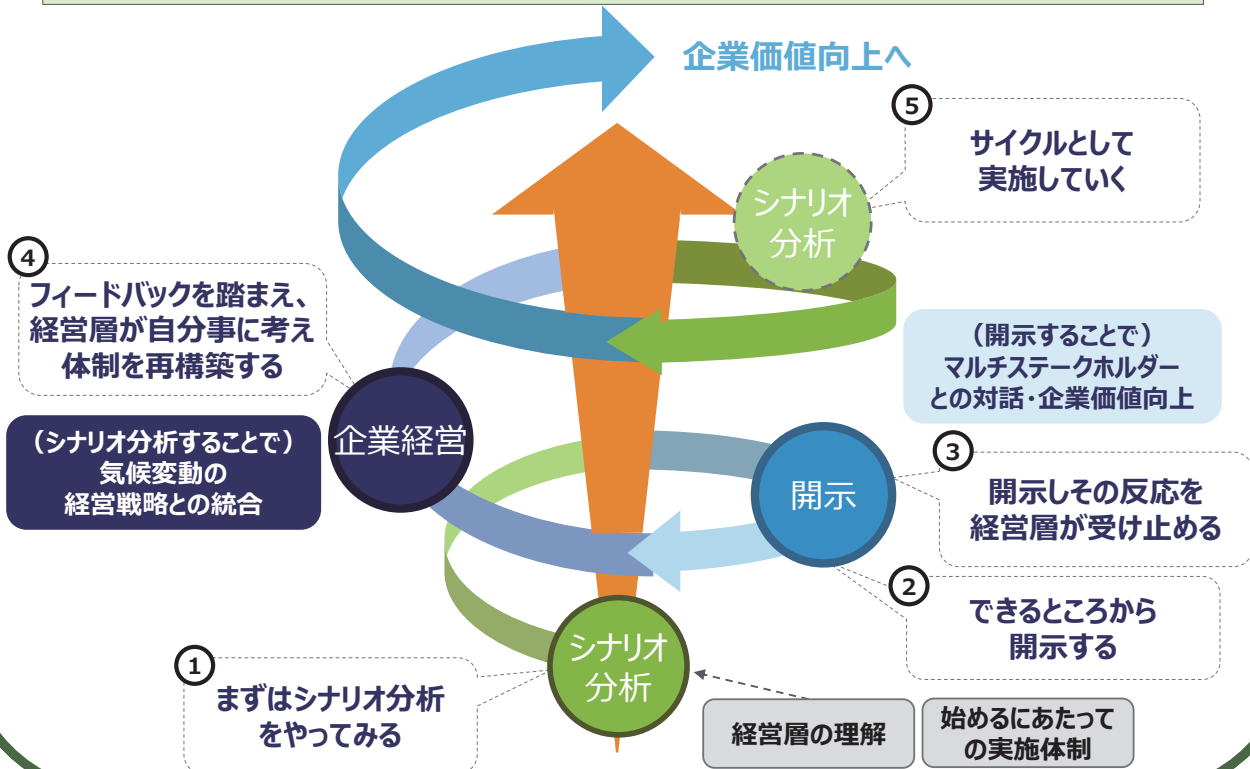 企業価値向上へ
⑤
サイクルとして
実施していく
シナリオ
分析
④
フィードバックを踏まえ、
経営層が自分事に考え
体制を再構築する
（開示することで）
マルチステークホルダー
との対話・企業価値向上
企業経営
（シナリオ分析することで）
気候変動の
経営戦略との統合
③
開示しその反応を
経営層が受け止める
開示
②
できるところから
開示する
シナリオ
分析
①
まずはシナリオ分析
をやってみる
経営層の理解
始めるにあたって
の実施体制